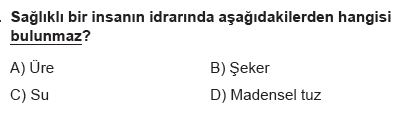 Sağlıklı bir insanın idrarında aşağıdakilerden hangisi
bulunmaz?
A) Üre B) Şeker
C) Su D) Madensel tuz